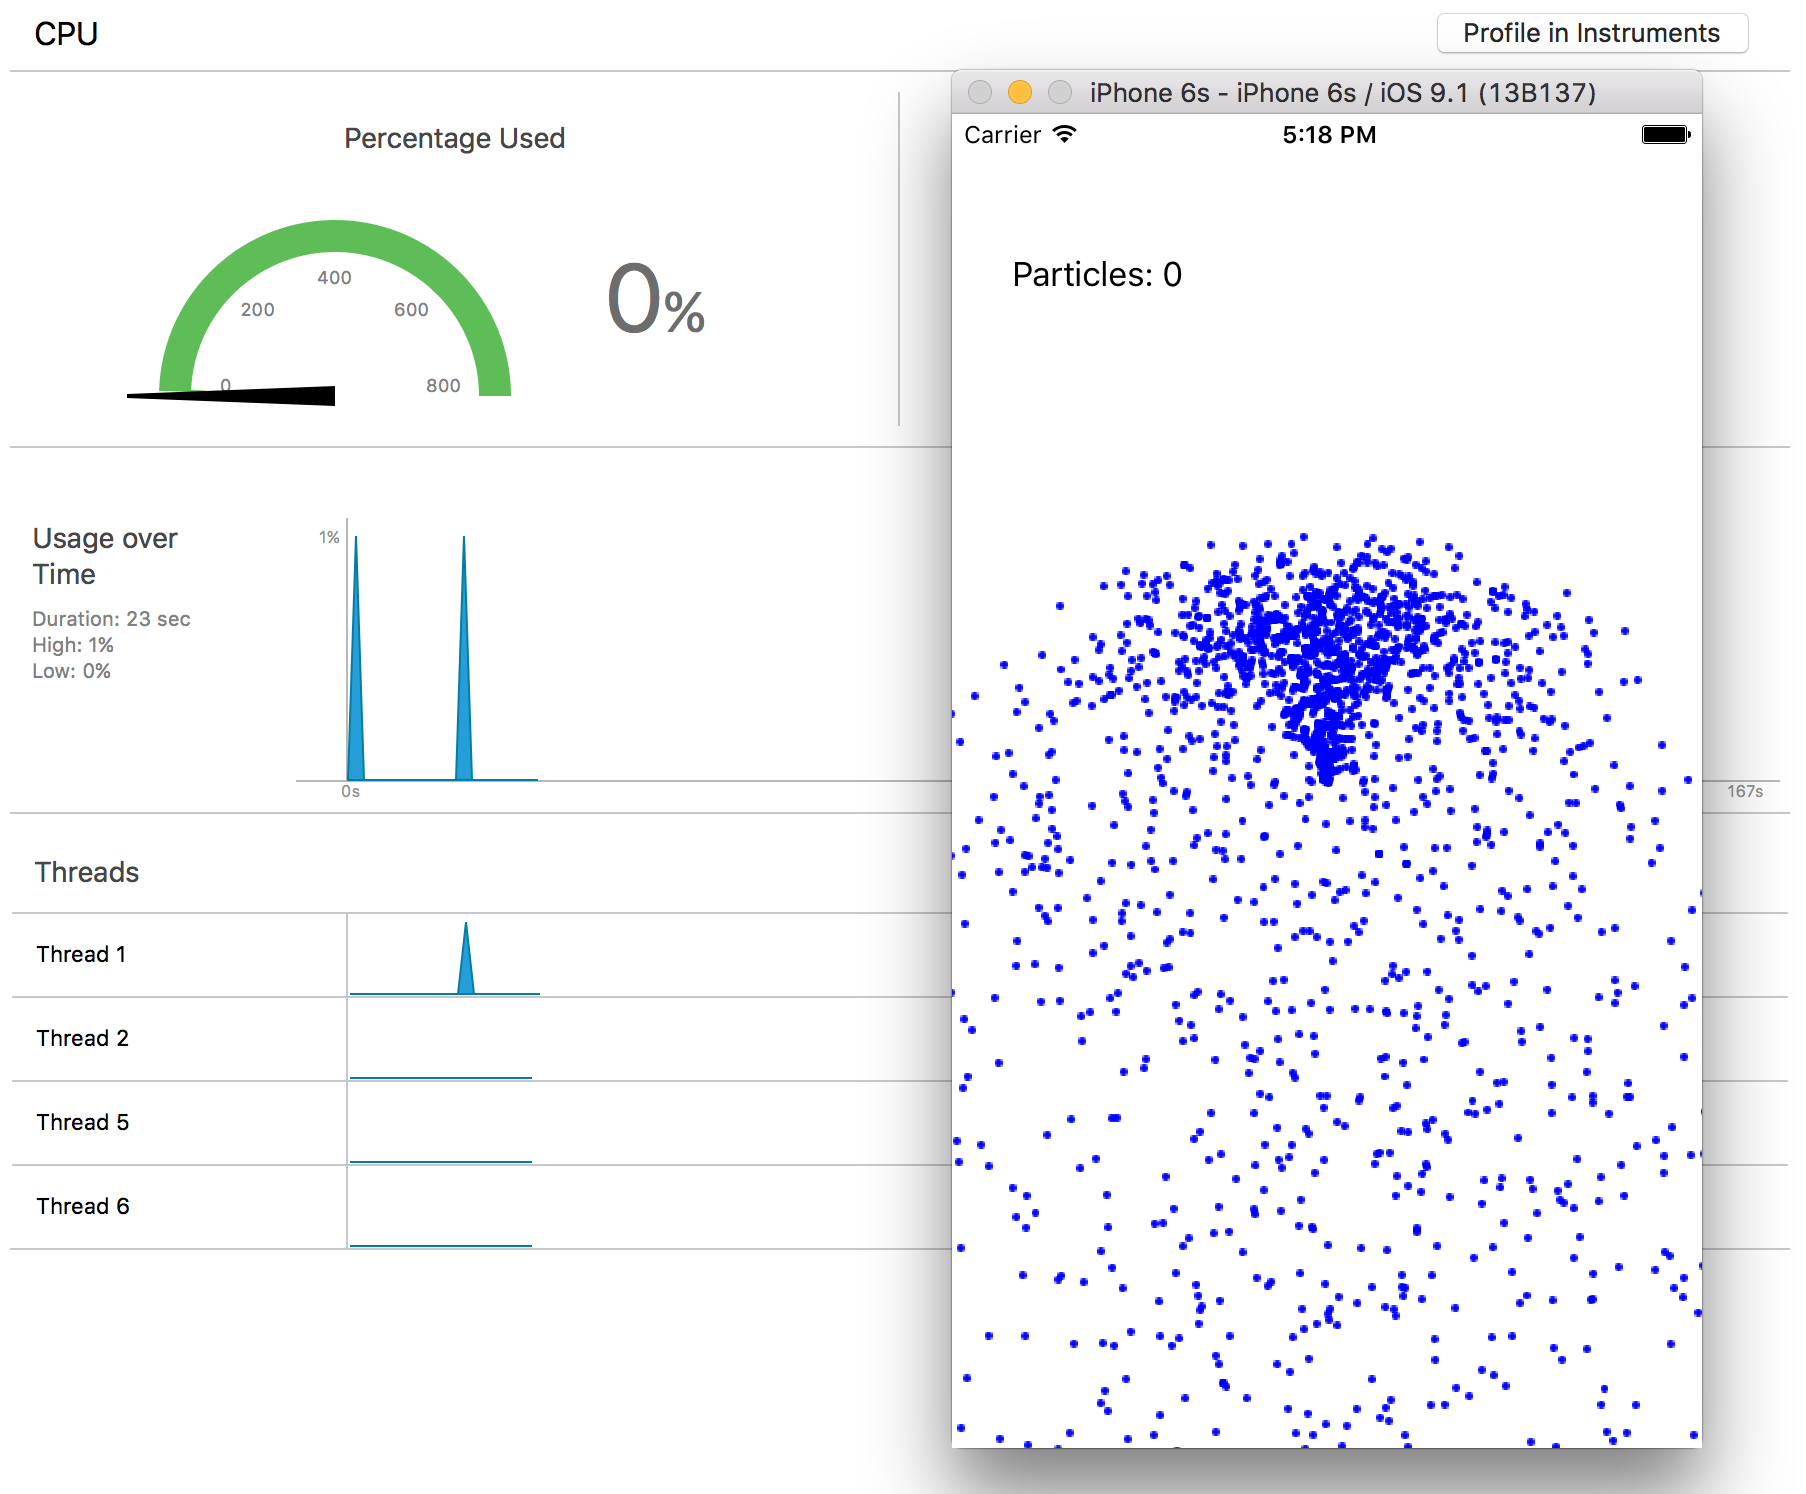 CPU
Profile in Instruments
iPhone 6s - iPhone 6s / iOS 9.1 (13B137)
Carrier 5:18 PM
Percentage Used
Particles: 0
0 200 400 600 800
0%
Usage over
Time
Duration: 23 sec
High: 1%
Low: 0%
1%
0s
167s
Threads
Thread 1
Thread 2
Thread 5
Thread 6